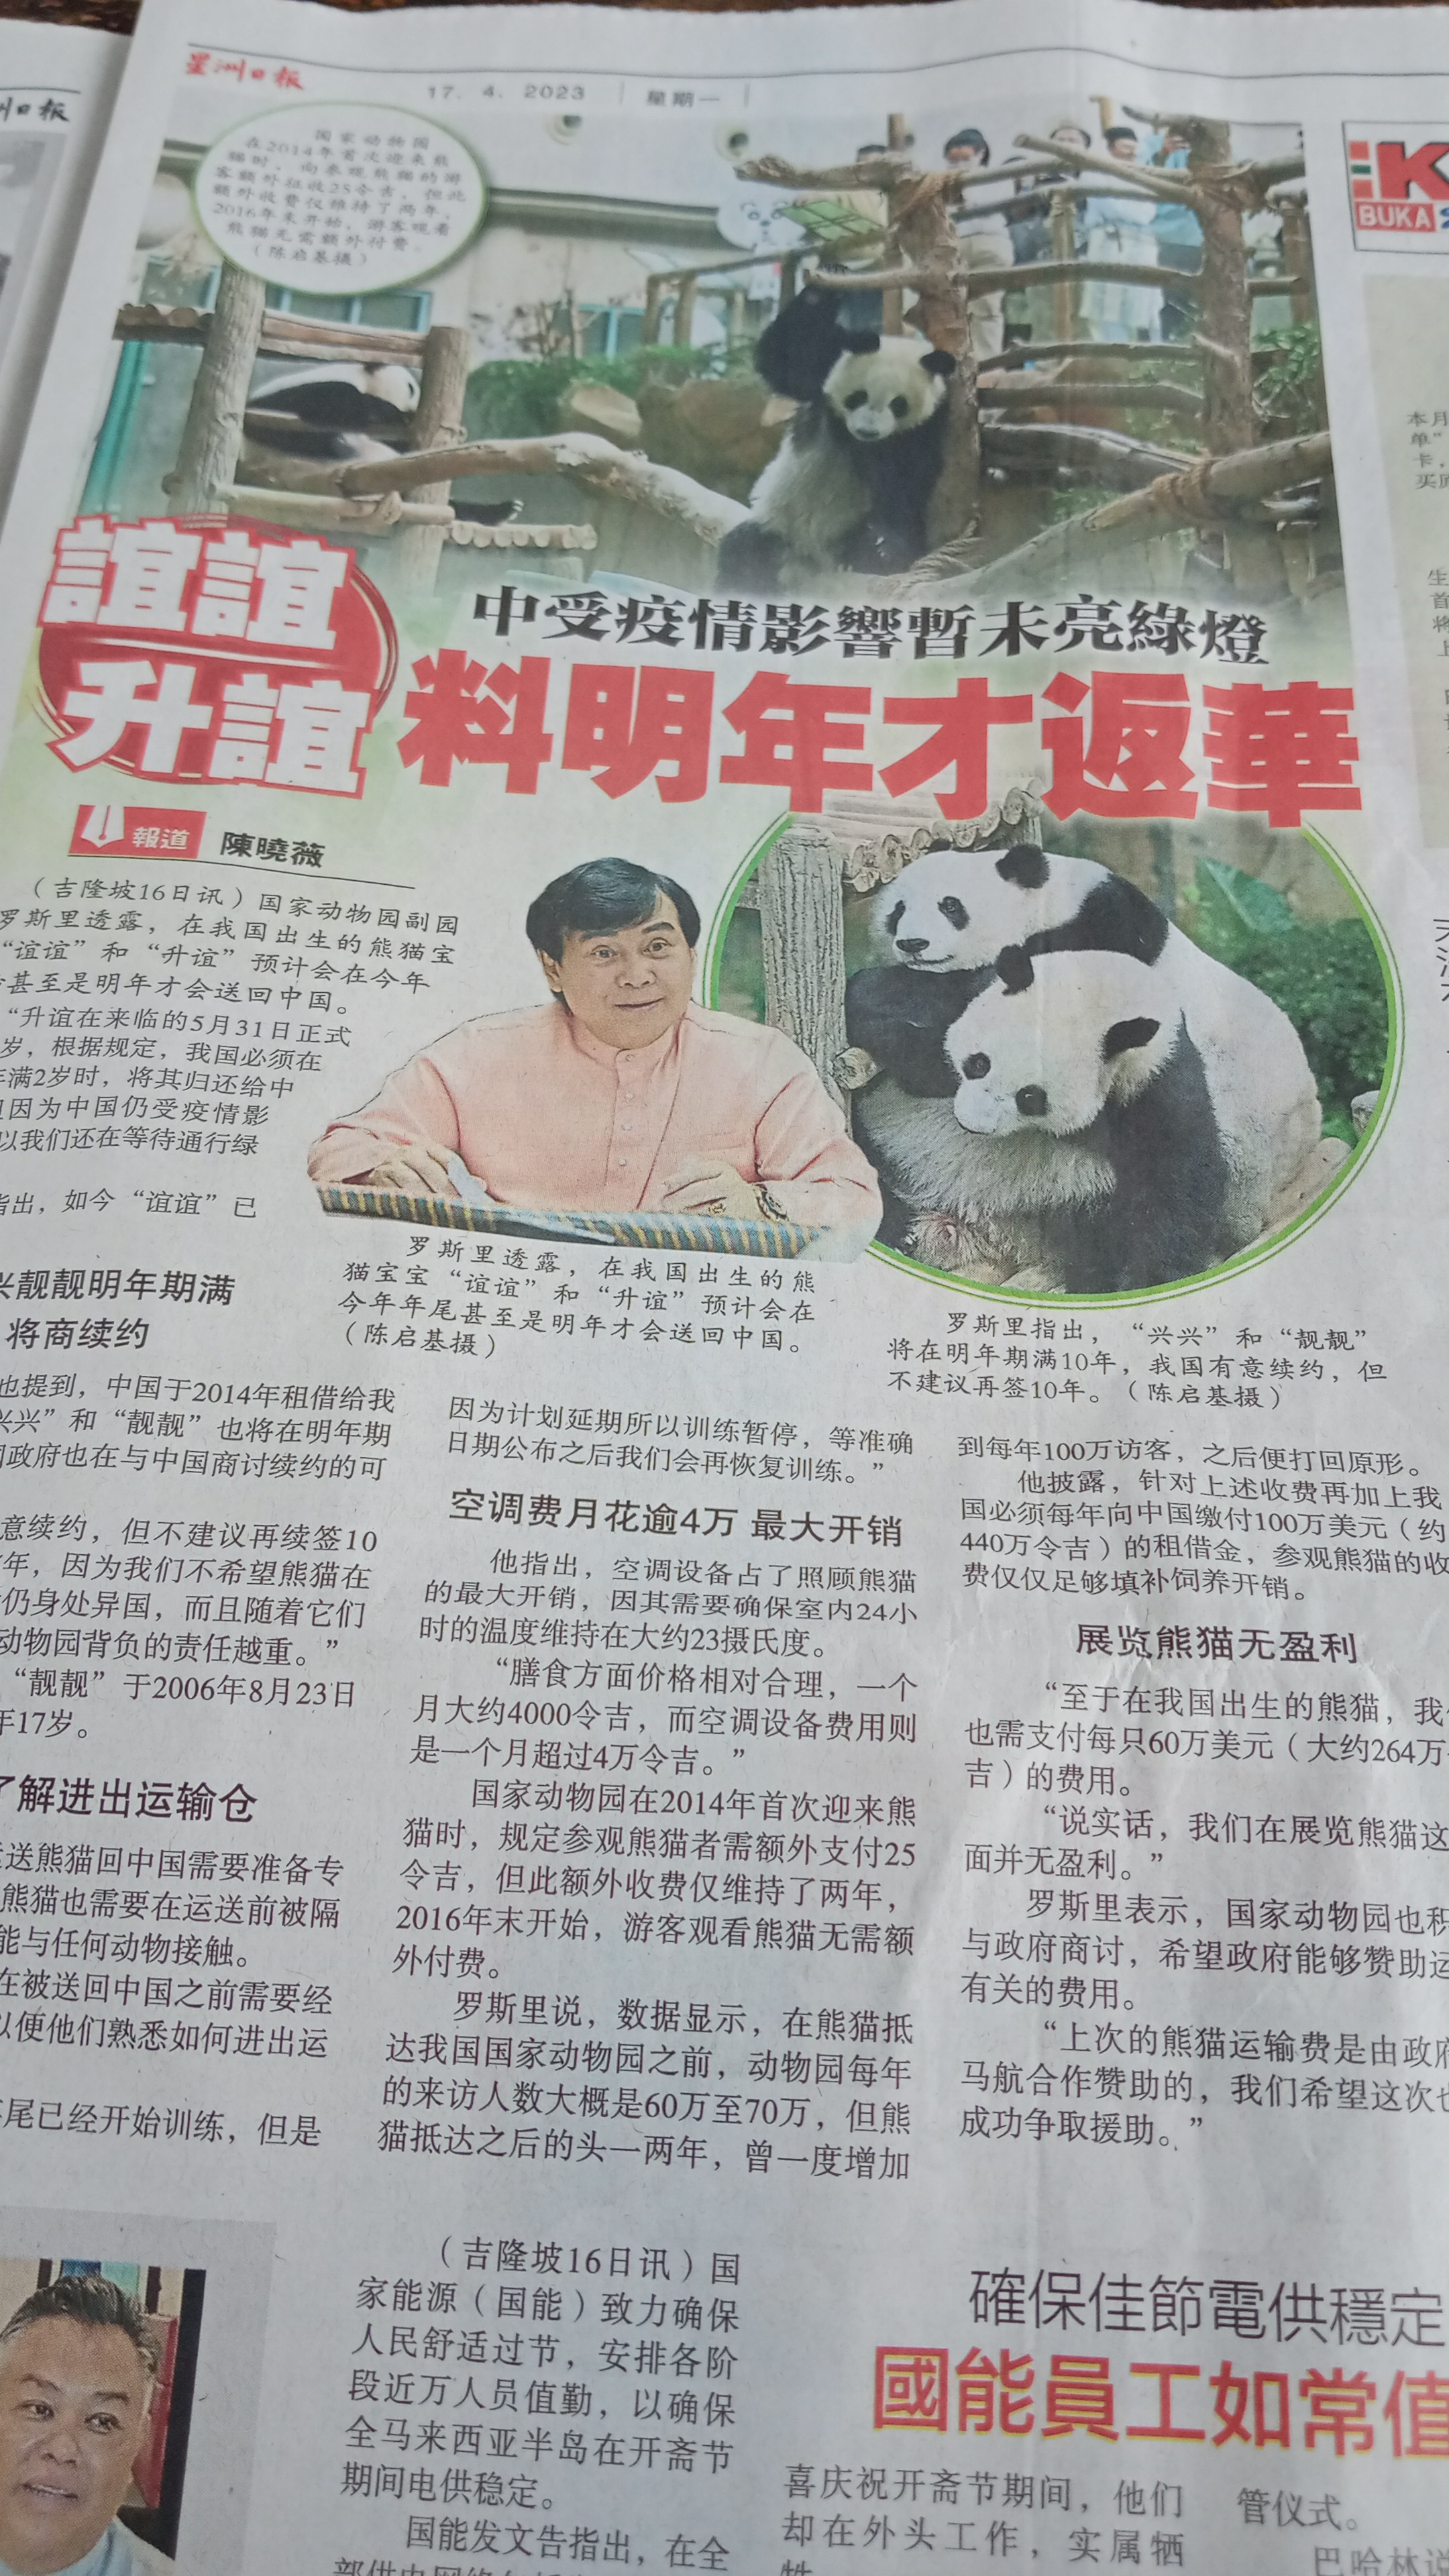 星洲日报
17. 4. 2023
星期一
洲日报
国家动物园
在2014年首次迎来熊
猫时，向参观熊猫的游
客额外征收25令吉，但此
额外收费仅维持了两年，
2016年末开始，游客观看
熊猫无需额外付费。
（陈启基摄）
K
BUKA
誼誼
升誼
中受疫情影響暫未亮綠燈
料明年才返華
報道 陳曉薇
（吉隆坡16日讯）国家动物园副园
罗斯里透露，在我国出生的熊猫宝
“谊谊”和“升谊”预计会在今年
甚至是明年才会送回中国。
“升谊在来临的5月31日正式
岁，根据规定，我国必须在
满2岁时，将其归还给中
因为中国仍受疫情影
以我们还在等待通行绿
指出，如今“谊谊”已
兴靓靓明年期满
将商续约
也提到，中国于2014年租借给我
兴兴”和“靓靓”也将在明年期
政府也在与中国商讨续约的可
意续约，但不建议再续签10
年，因为我们不希望熊猫在
仍身处异国，而且随着它们
动物园背负的责任越重。”
“靓靓”于2006年8月23日
年17岁。
了解进出运输仓
送熊猫回中国需要准备专
熊猫也需要在运送前被隔
能与任何动物接触。
在被送回中国之前需要经
以便他们熟悉如何进出运
尾已经开始训练，但是
罗斯里透露，在我国出生的熊
猫宝宝“谊谊”和“升谊”预计会在
今年年尾甚至是明年才会送回中国。
（陈启基摄）
罗斯里指出，“兴兴”和“靓靓”
将在明年期满10年，我国有意续约，但
不建议再签10年。（陈启基摄）
因为计划延期所以训练暂停，等准确
日期公布之后我们会再恢复训练。”
空调费月花逾4万 最大开销
他指出，空调设备占了照顾熊猫
的最大开销，因其需要确保室内24小
时的温度维持在大约23摄氏度。
“膳食方面价格相对合理，一个
月大约4000令吉，而空调设备费用则
是一个月超过4万令吉。”
国家动物园在2014年首次迎来熊
猫时，规定参观熊猫者需额外支付25
令吉，但此额外收费仅维持了两年，
2016年末开始，游客观看熊猫无需额
外付费。
罗斯里说，数据显示，在熊猫抵
达我国国家动物园之前，动物园每年
的来访人数大概是60万至70万，但熊
猫抵达之后的头一两年，曾一度增加
到每年100万访客，之后便打回原形。
他披露，针对上述收费再加上我
国必须每年向中国缴付100万美元（约
440万令吉）的租借金，参观熊猫的收
费仅仅足够填补饲养开销。
展览熊猫无盈利
“至于在我国出生的熊猫，我
也需支付每只60万美元（大约264万
吉）的费用。
“说实话，我们在展览熊猫这
面并无盈利。”
罗斯里表示，国家动物园也积
与政府商讨，希望政府能够赞助运
有关的费用。
“上次的熊猫运输费是由政府
马航合作赞助的，我们希望这次也
成功争取援助。”
（吉隆坡16日讯）国
家能源（国能）致力确保
人民舒适过节，安排各阶
段近万人员值勤，以确保
全马来西亚半岛在开斋节
期间电供稳定。
国能发文告指出，在全
確保佳節電供穩定
國能員工如常值
喜庆祝开斋节期间，他们
却在外头工作，实属牺
管仪式。
巴哈林说
本月
单”
卡，
买